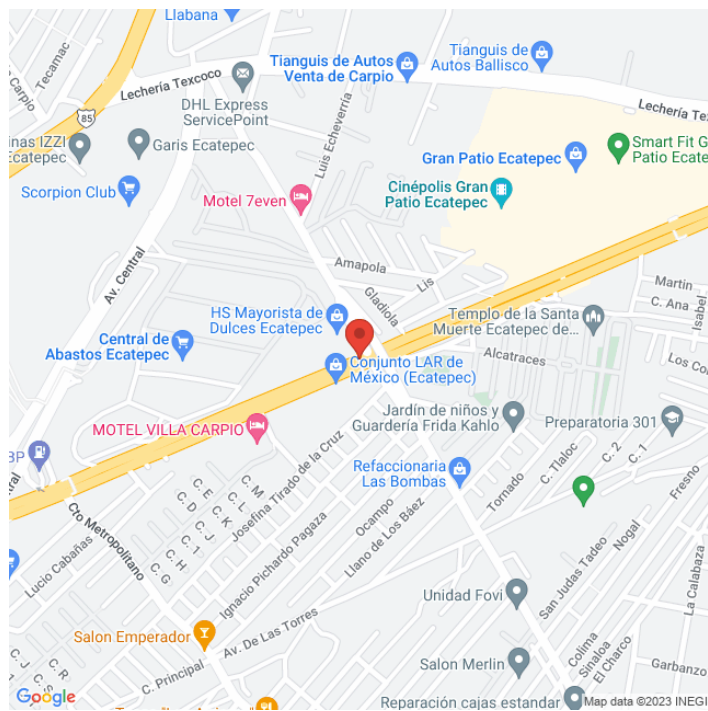 Llabana
Tecamac
Carpio
Lechería Texcoco
Tianguis de Autos
Venta de Carpio
Tianguis de
Autos Ballisco
DHL Express
ServicePoint
Lechería Texc
85
inas IZZI
Ecatepec
Garis Ecatepec
Luis Echeverría
Gran Patio Ecatepec
Smart Fit G
Patio Ecate
Scorpion Club
Motel 7even
Cinépolis Gran
Patio Ecatepec
Av. Central
Amapola
Lis
Gladiola
Martin
C. Ana
Isabel
HS Mayorista de
Dulces Ecatepec
Templo de la Santa
Muerte Ecatepec de...
Central de
Abastos Ecatepec
Conjunto LAR de
México (Ecatepec)
Alcatraces
Los Co
MOTEL VILLA CARPIO
Jardín de niños y
Guardería Frida Kahlo
Preparatoria 301
BP
ntral
Refaccionaria
Las Bombas
C. Tlaloc
C. 2
C. 1
Tornado
Fresno
Nogal
Cto Metropolitano
C. M
C. L
C. E
C. K
C. D
C. J
C. 1
C. H
C. G
Josefina Tirado de la Cruz
Ignacio Pichardo Pagaza
Ocampo
Llano de Los Báez
Lucio Cabañas
Unidad Fovi
San Judas Tadeo
La Calabaza
Salon Emperador
Av. De Las Torres
C. Principal
C. R
C. J
C. S
Salon Merlin
Colima
Sinaloa
El Charco
Garbanzo
Reparación cajas estandar
Google
Map data ©2023 INEGI